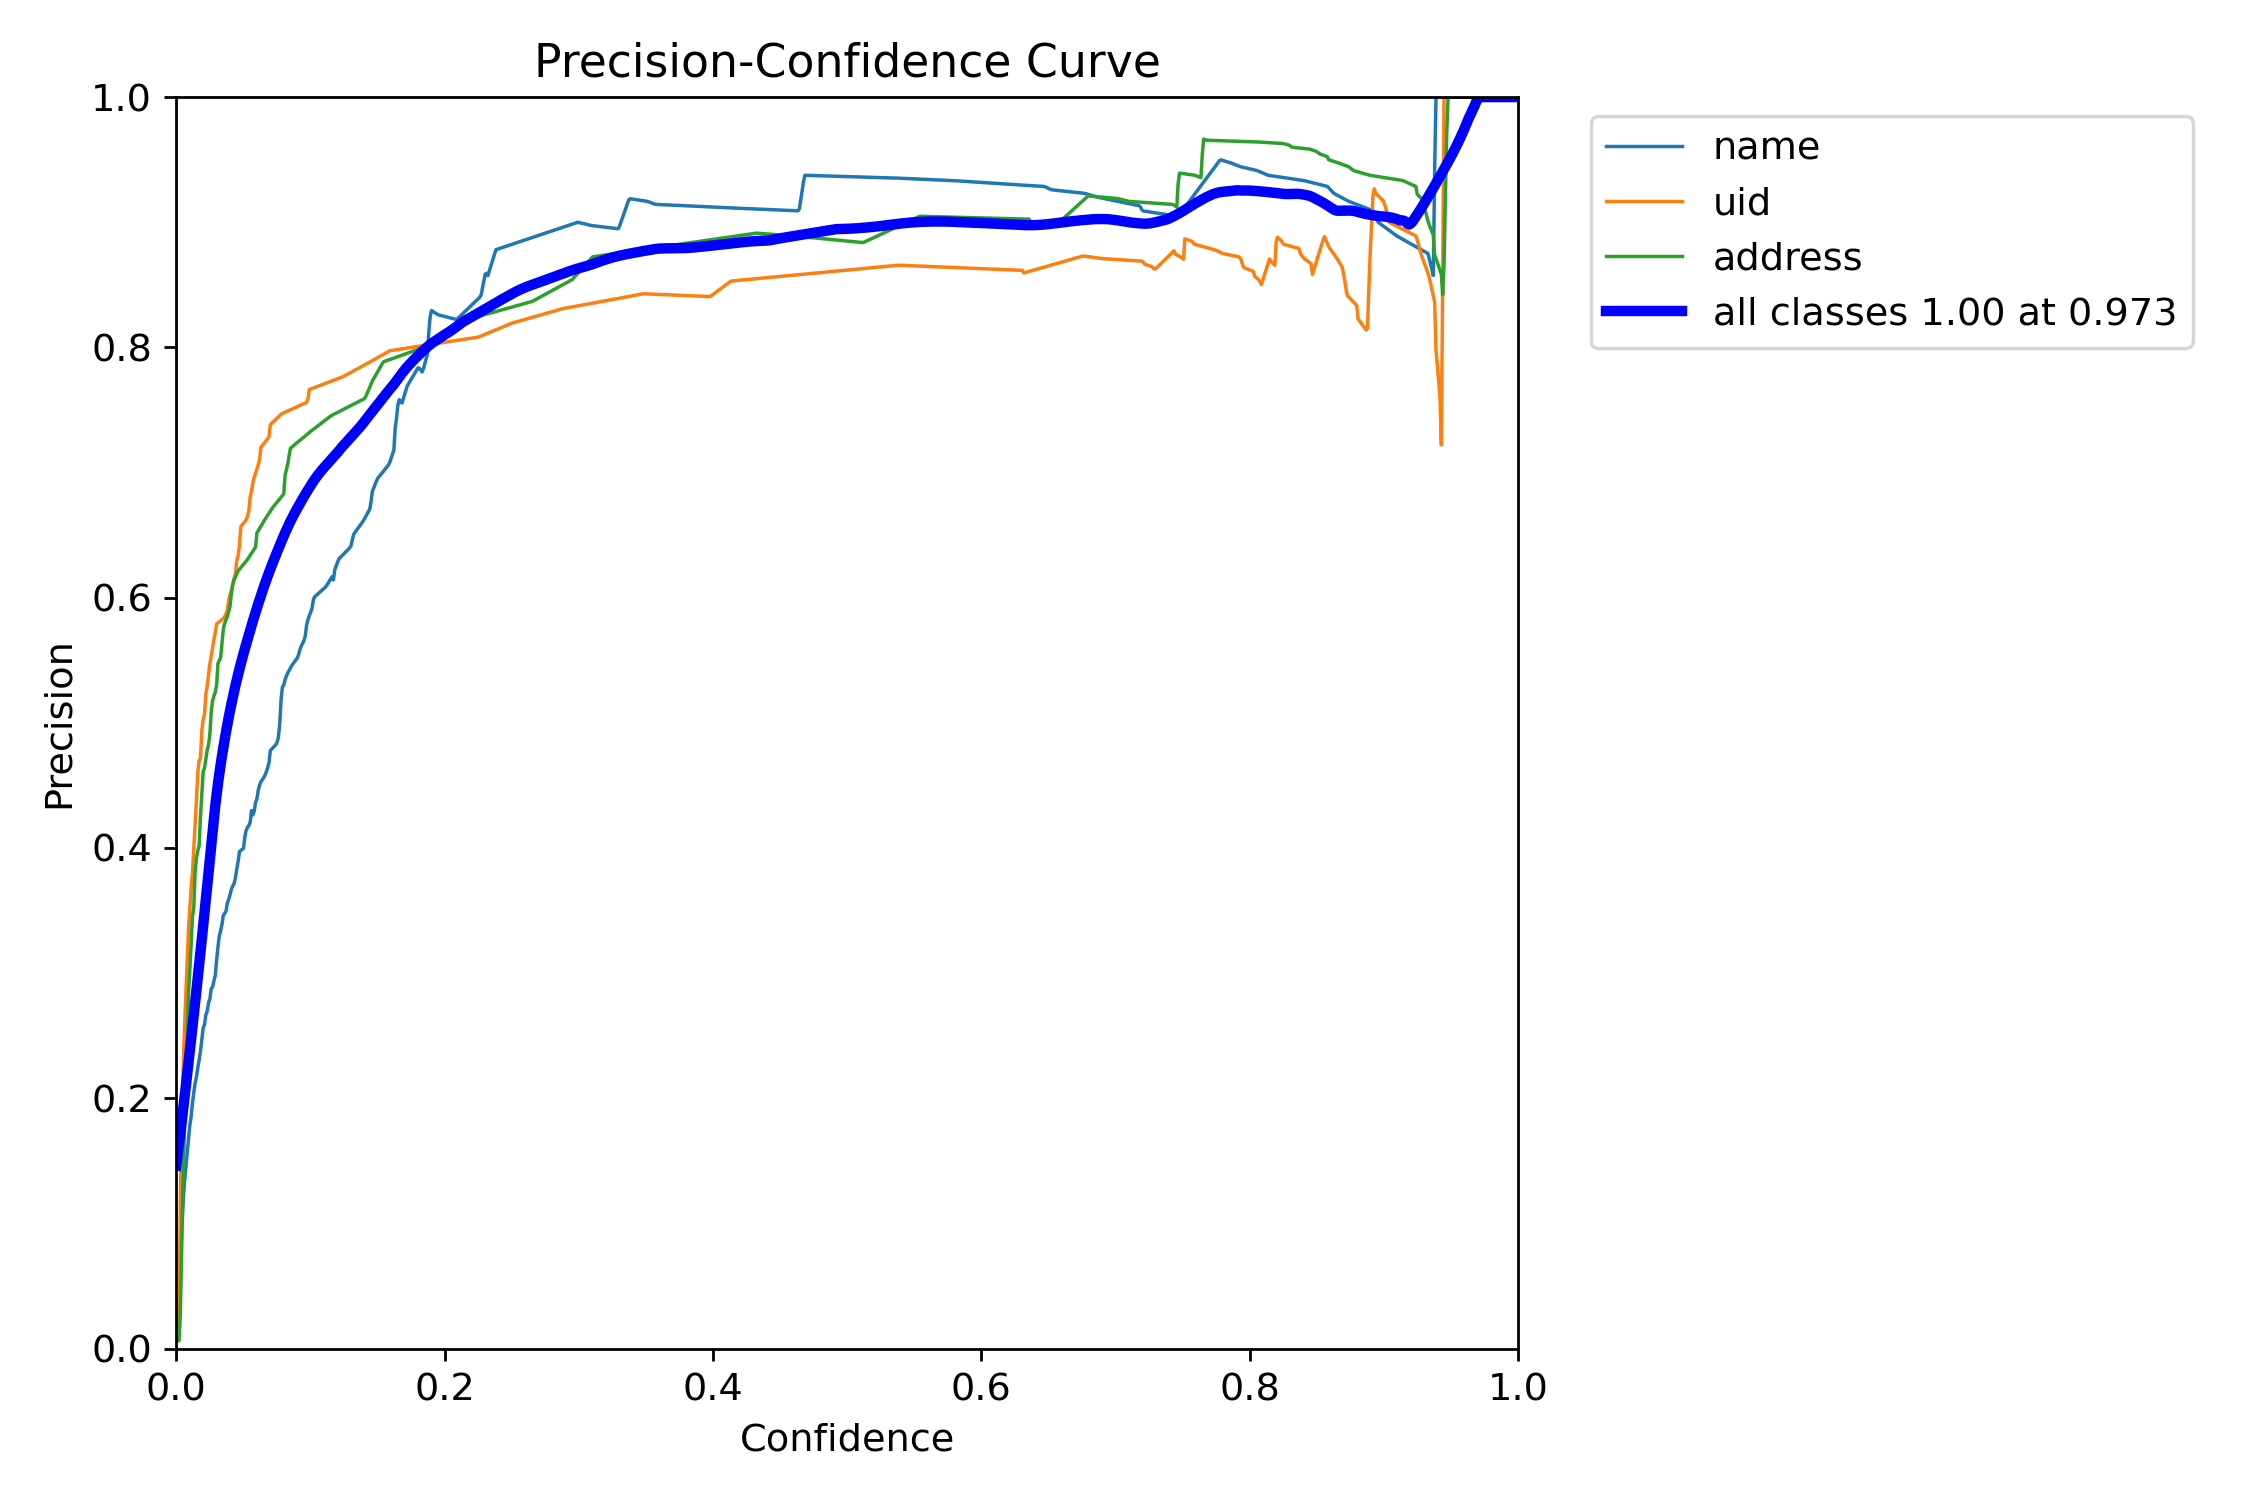 Precision-Confidence Curve
1.0
0.8
0.6
0.4
0.2
0.0
Precision
0.0 0.2 0.4 0.6 0.8 1.0
Confidence
name
uid
address
all classes 1.00 at 0.973